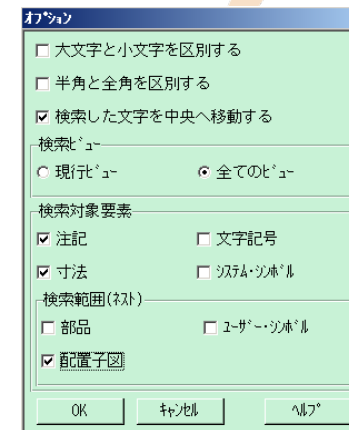 ｵﾌﾟｼｮﾝ
大文字と小文字を区別する
半角と全角を区別する
検索した文字を中央へ移動する
検索ﾋﾞｭｰ
現行ﾋﾞｭｰ 全てのﾋﾞｭｰ
検索対象要素
注記 文字記号
寸法 ｼｽﾃﾑ･ｼﾝﾎﾞﾙ
検索範囲(ﾈｽﾄ)
部品 ﾕｰｻﾞｰ･ｼﾝﾎﾞﾙ
配置子図
OK ｷｬﾝｾﾙ ﾍﾙﾌﾟ